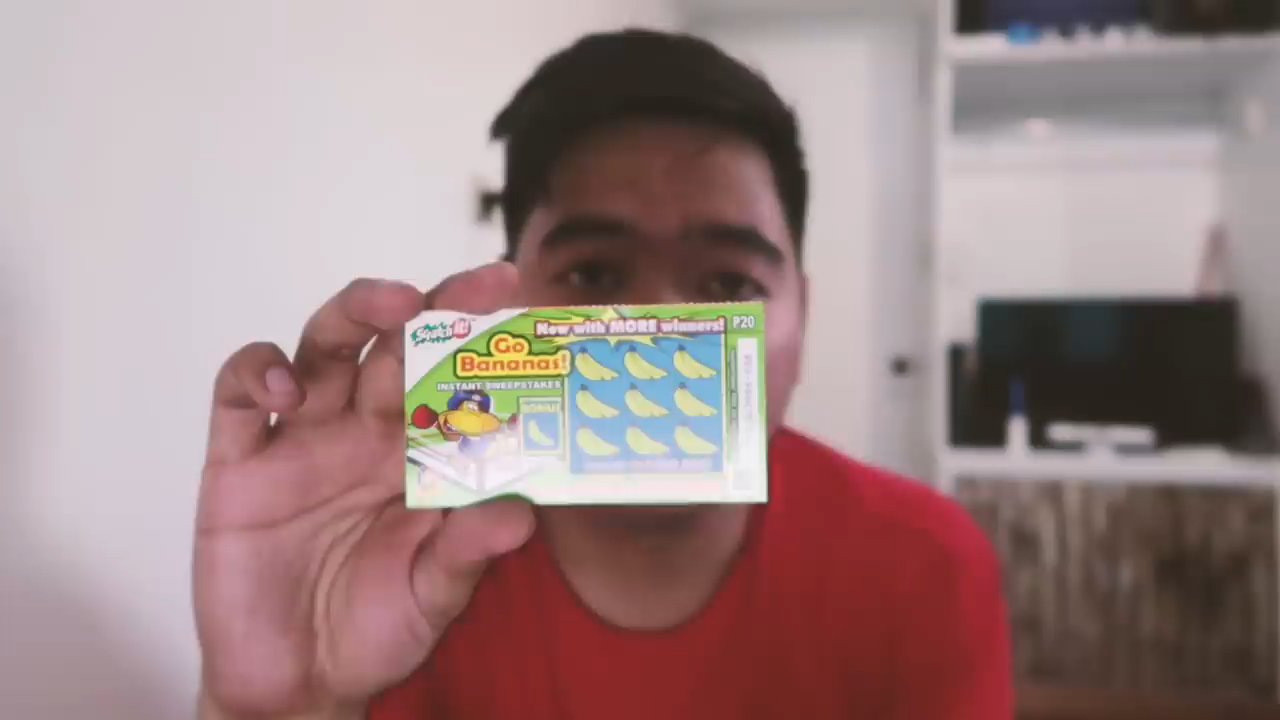 Scratch it!
Now with MORE winners!
P20
Go
Bananas!
INSTANT SWEEPSTAKES
BONUS